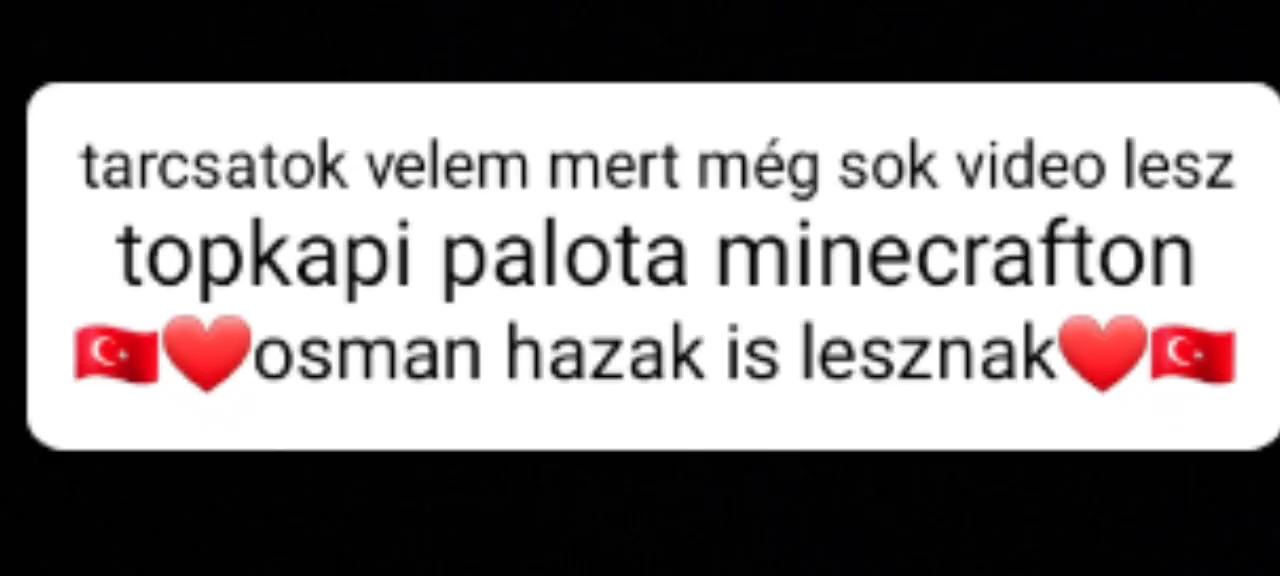 tarcsatok velem mert még sok video lesz
topkapi palota minecrafton
🇹🇷❤️osman hazak is lesznak❤️🇹🇷